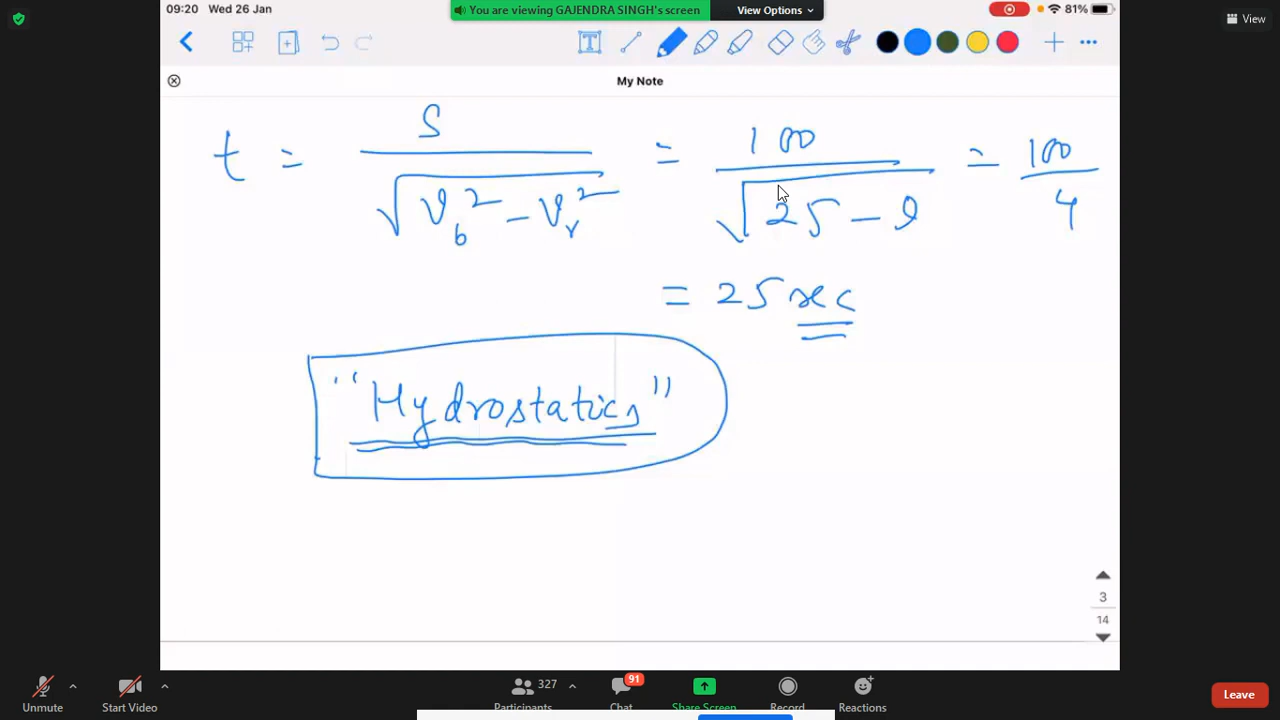 09:20 Wed 26 Jan
You are viewing GAJENDRA SINGH's screen
View Options
81%
View
My Note
t = S / √(v_b² - v_r²) = 100 / √(25 - 9) = 100 / 4
= 25 sec
"Hydrostatics"
3
14
Unmute
Start Video
327
Participants
91
Chat
Share Screen
Record
Reactions
Leave